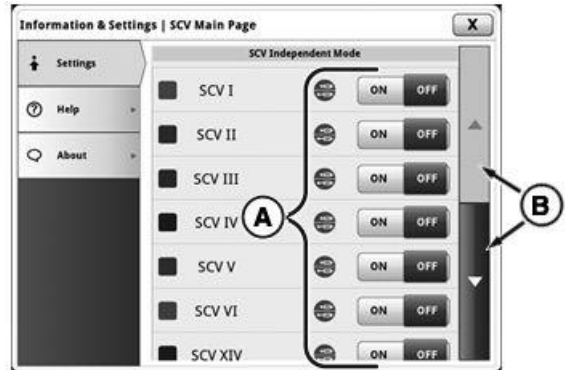 Information & Settings | SCV Main Page X
Settings
Help
About
SCV Independent Mode
SCV I ON OFF
SCV II ON OFF
SCV III ON OFF
SCV IV ON OFF
SCV V ON OFF
SCV VI ON OFF
SCV XIV ON OFF
A
B